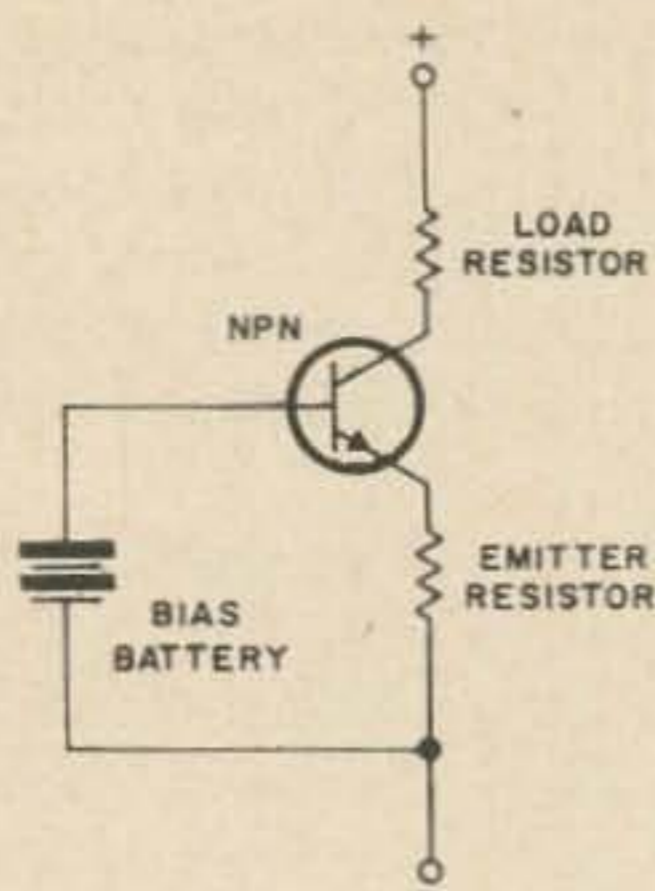 +
LOAD
RESISTOR
NPN
EMITTER
RESISTOR
BIAS
BATTERY